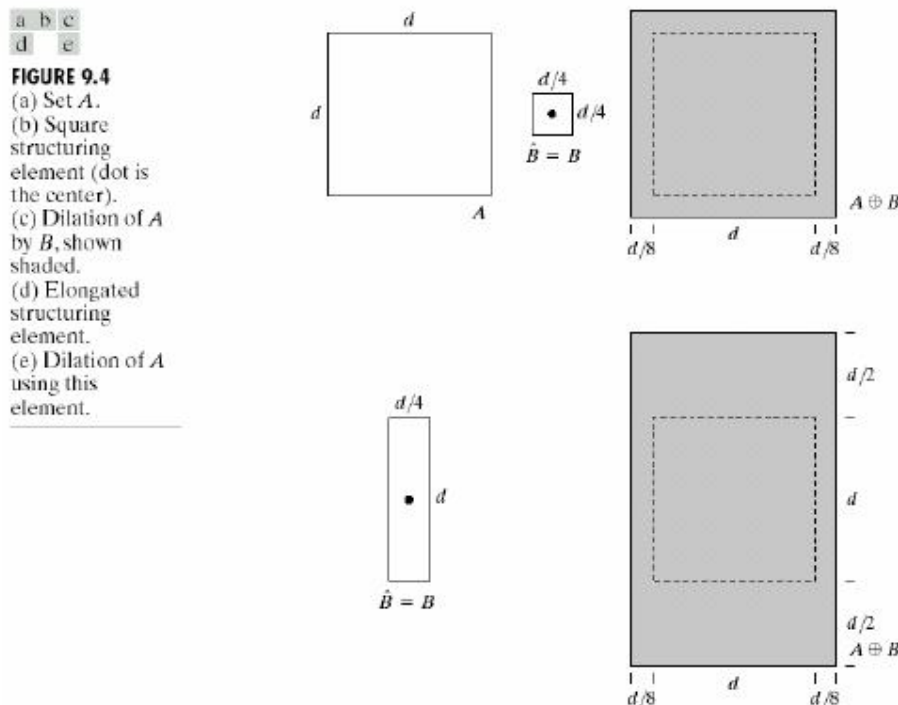 a b c
d e
FIGURE 9.4
(a) Set A.
(b) Square
structuring
element (dot is
the center).
(c) Dilation of A
by B, shown
shaded.
(d) Elongated
structuring
element.
(e) Dilation of A
using this
element.
d
d
A
d/4
d/4
B̂ = B
A ⊕ B
d/8 d d/8
d/4
d
B̂ = B
d/2
d
d/2
A ⊕ B
d/8 d d/8